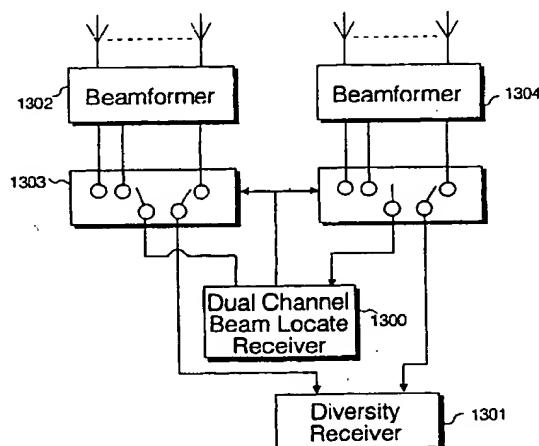 1302
Beamformer
Beamformer
1304
1303
Dual Channel
Beam Locate
Receiver
1300
Diversity
Receiver
1301